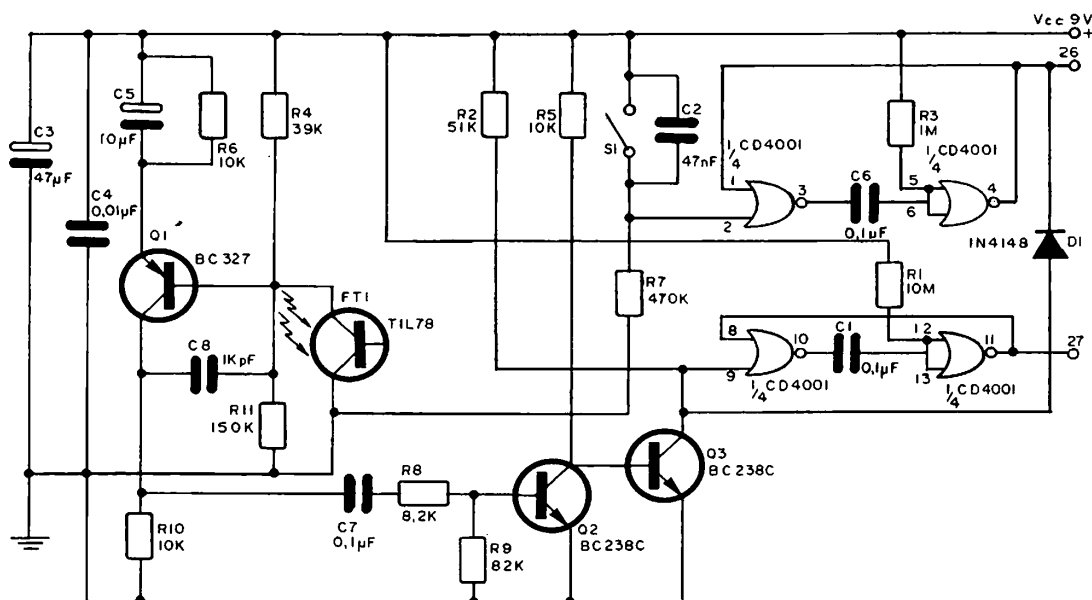 Vcc 9V
+
26
C5
10µF
R6
10K
R4
39K
R2
51K
R5
10K
S1
C2
47nF
R3
1M
1/4 CD4001
1/4 CD4001
C3
47µF
C4
0,01µF
1
2
3
C6
0,1µF
5
6
4
Q1
BC327
1N4148
D1
FT1
TIL78
R7
470K
R1
10M
C8
1KpF
8
9
10
C1
0,1µF
12
13
11
27
1/4 CD4001
1/4 CD4001
R11
150K
Q3
BC238C
R8
8,2K
C7
0,1µF
R10
10K
R9
82K
Q2
BC238C